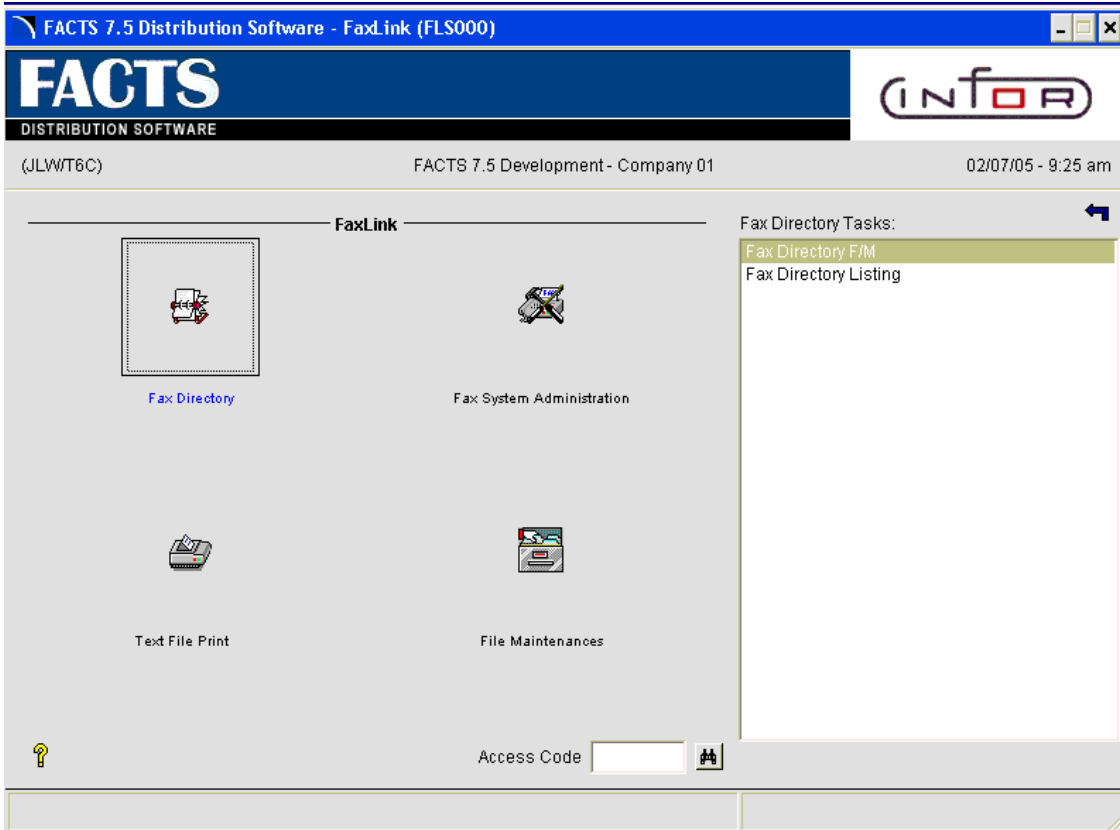 FACTS 7.5 Distribution Software - FaxLink (FLS000)
FACTS
DISTRIBUTION SOFTWARE
INFOR
(JLW/T6C)
FACTS 7.5 Development - Company 01
02/07/05 - 9:25 am
FaxLink
Fax Directory
Fax System Administration
Text File Print
File Maintenances
Fax Directory Tasks:
Fax Directory F/M
Fax Directory Listing
Access Code